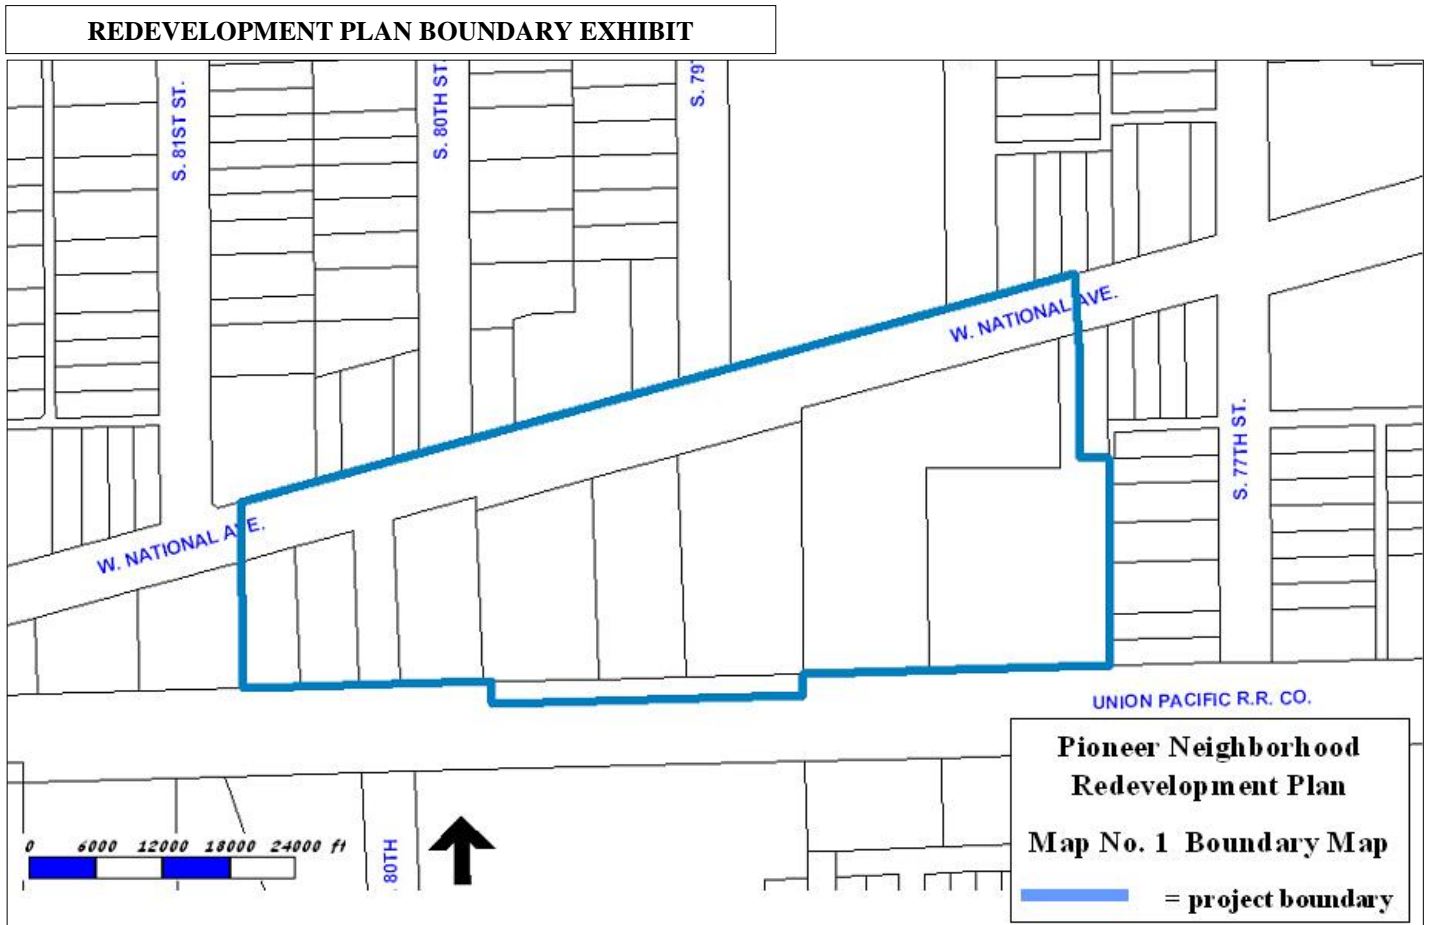 REDEVELOPMENT PLAN BOUNDARY EXHIBIT
S. 81ST ST.
S. 80TH ST.
S. 79T
W. NATIONAL AVE.
S. 77TH ST.
W. NATIONAL AVE.
UNION PACIFIC R.R. CO.
Pioneer Neighborhood
Redevelopment Plan
Map No. 1 Boundary Map
= project boundary
0 6000 12000 18000 24000 ft
80TH